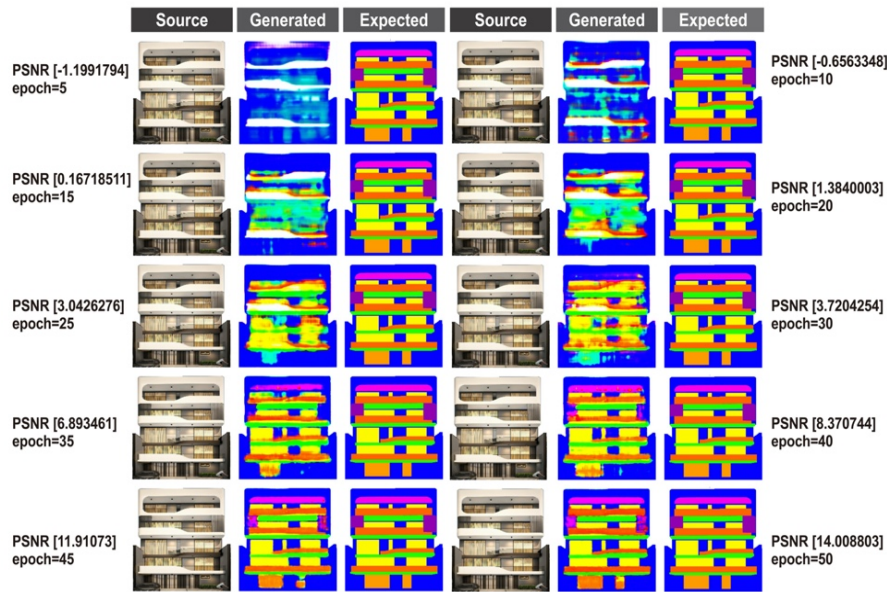 Source Generated Expected Source Generated Expected
PSNR [-1.1991794]
epoch=5
PSNR [-0.6563348]
epoch=10
PSNR [0.16718511]
epoch=15
PSNR [1.3840003]
epoch=20
PSNR [3.0426276]
epoch=25
PSNR [3.7204254]
epoch=30
PSNR [6.893461]
epoch=35
PSNR [8.370744]
epoch=40
PSNR [11.91073]
epoch=45
PSNR [14.008803]
epoch=50